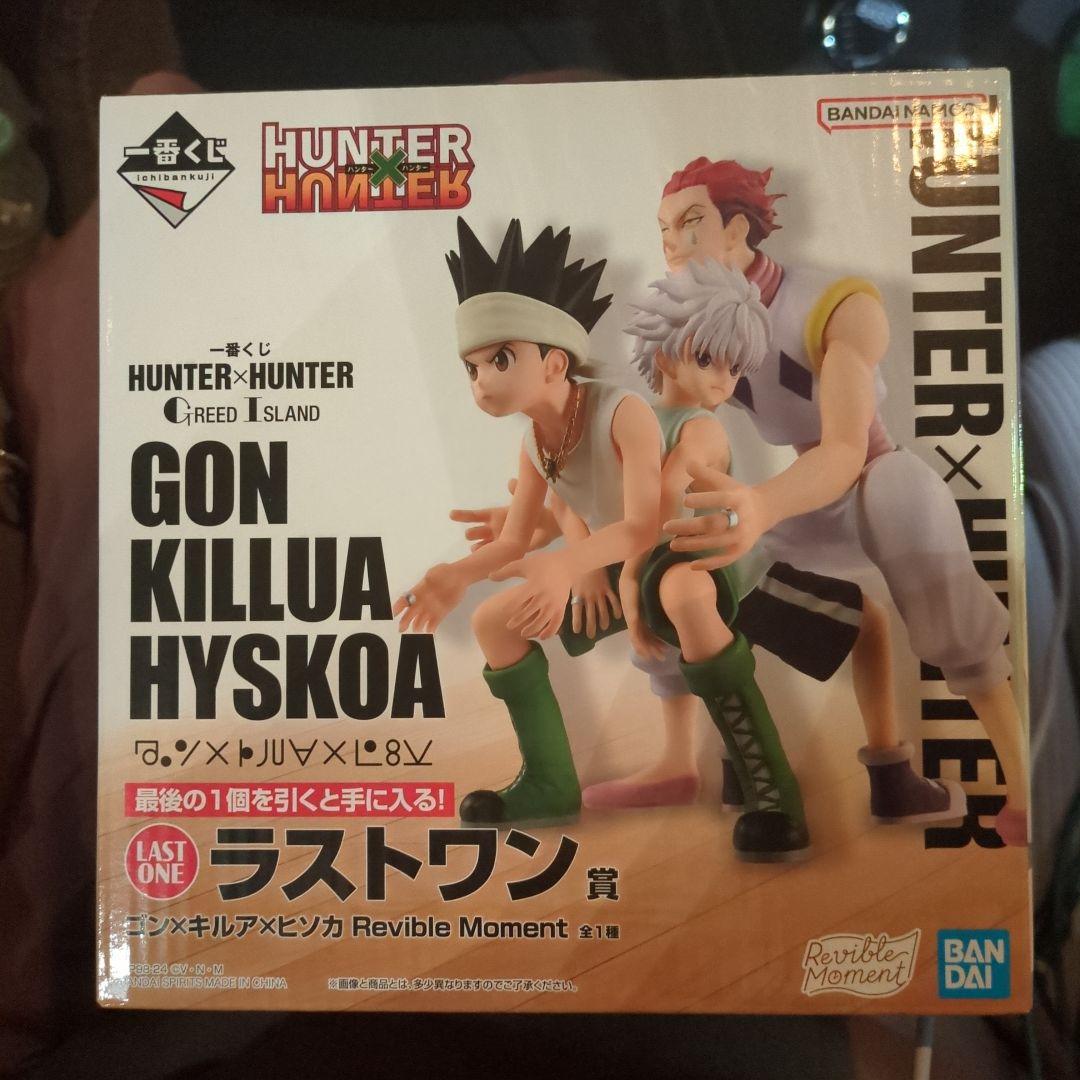 一番くじ
ichibankuji
HUNTER×HUNTER
ハンター ハンター
BANDAI NAMCO
HUNTER×HUNTER
一番くじ
HUNTER×HUNTER
GREED ISLAND
GON
KILLUA
HYSKOA
最後の1個を引くと手に入る!
LAST ONE
ラストワン賞
ゴン×キルア×ヒソカ Revible Moment 全1種
©V・N・M
BANDAI SPIRITS MADE IN CHINA
※画像と商品とは、多少異なりますのでご了承ください。
Revible Moment
BANDAI